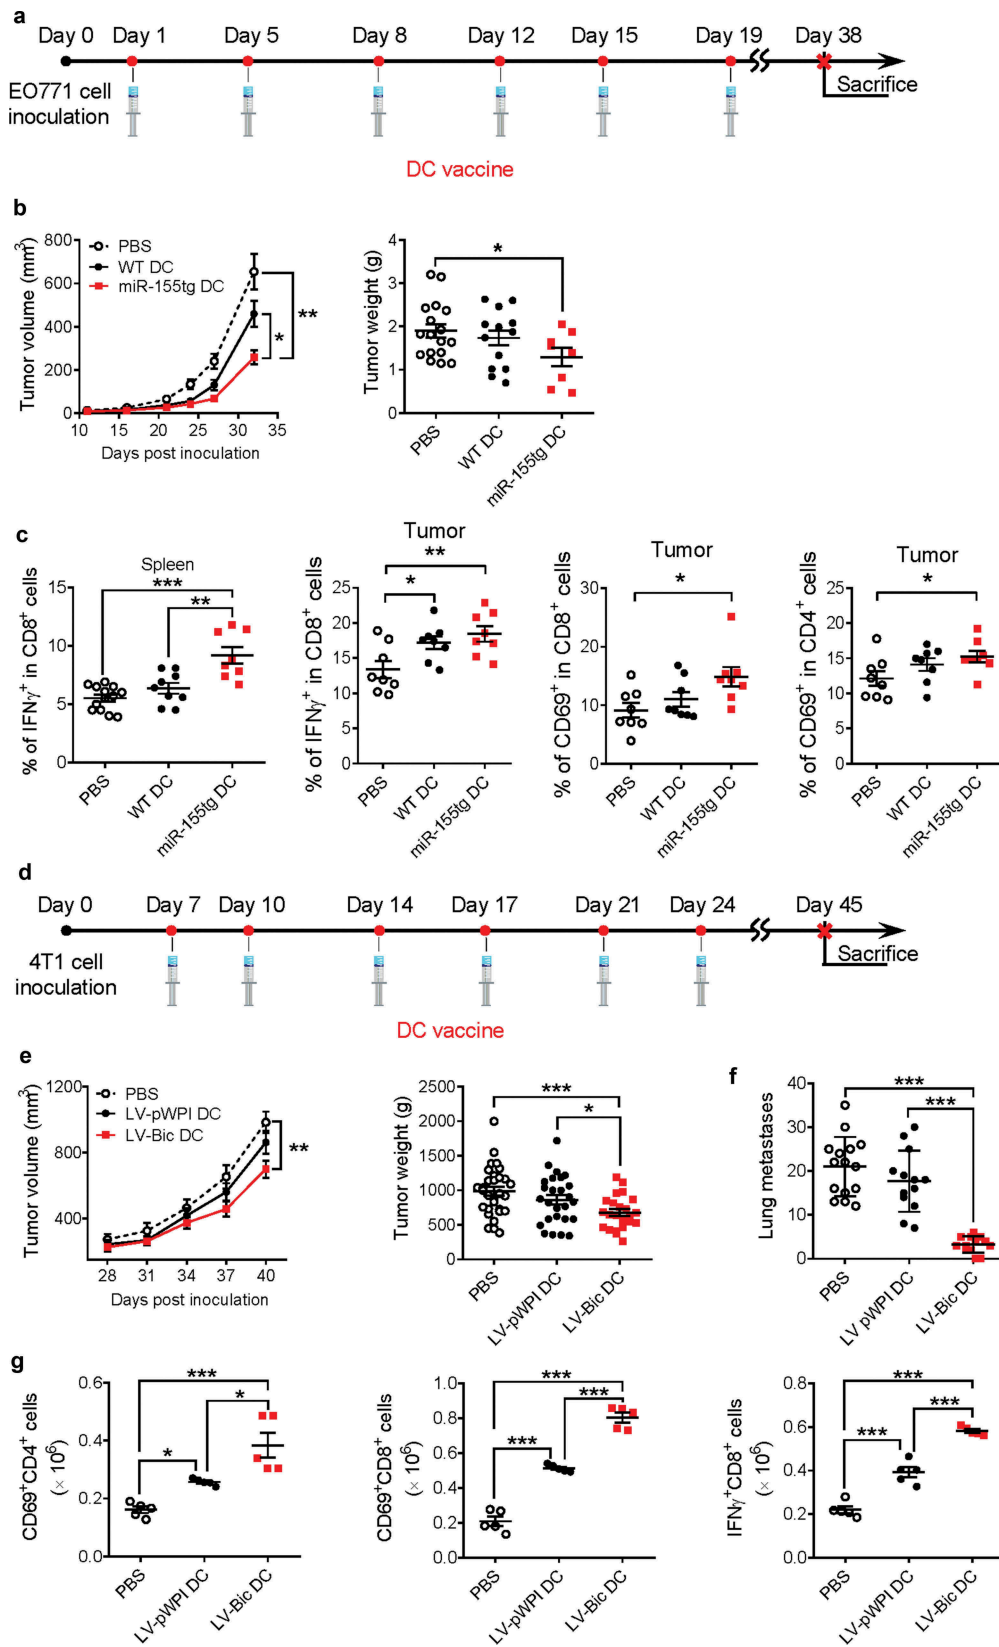 a
Day 0 Day 1 Day 5 Day 8 Day 12 Day 15 Day 19 Day 38
EO771 cell
inoculation
Sacrifice
DC vaccine
b
Tumor volume (mm³)
800
600
400
200
0
10 15 20 25 30 35
Days post inoculation
PBS
WT DC
miR-155tg DC
*
**
Tumor weight (g)
4
3
2
1
0
*
PBS
WT DC
miR-155tg DC
c
Spleen
% of IFNγ⁺ in CD8⁺ cells
15
10
5
0
***
**
PBS
WT DC
miR-155tg DC
Tumor
% of IFNγ⁺ in CD8⁺ cells
25
20
15
10
5
0
**
*
PBS
WT DC
miR-155tg DC
Tumor
% of CD69⁺ in CD8⁺ cells
30
20
10
0
*
PBS
WT DC
miR-155tg DC
Tumor
% of CD69⁺ in CD4⁺ cells
25
20
15
10
5
0
*
PBS
WT DC
miR-155tg DC
d
Day 0 Day 7 Day 10 Day 14 Day 17 Day 21 Day 24 Day 45
4T1 cell
inoculation
Sacrifice
DC vaccine
e
Tumor volume (mm³)
1200
800
400
28 31 34 37 40
Days post inoculation
PBS
LV-pWPI DC
LV-Bic DC
**
Tumor weight (g)
2500
2000
1500
1000
500
0
***
*
PBS
LV-pWPI DC
LV-Bic DC
f
Lung metastases
40
30
20
10
0
***
***
PBS
LV pWPI DC
LV-Bic DC
g
CD69⁺CD4⁺ cells
(× 10⁶)
0.6
0.4
0.2
0.0
***
*
*
PBS
LV-pWPI DC
LV-Bic DC
CD69⁺CD8⁺ cells
(× 10⁶)
1.0
0.8
0.6
0.4
0.2
0.0
***
***
***
PBS
LV-pWPI DC
LV-Bic DC
IFNγ⁺CD8⁺ cells
(× 10⁶)
0.8
0.6
0.4
0.2
0.0
***
***
***
PBS
LV-pWPI DC
LV-Bic DC